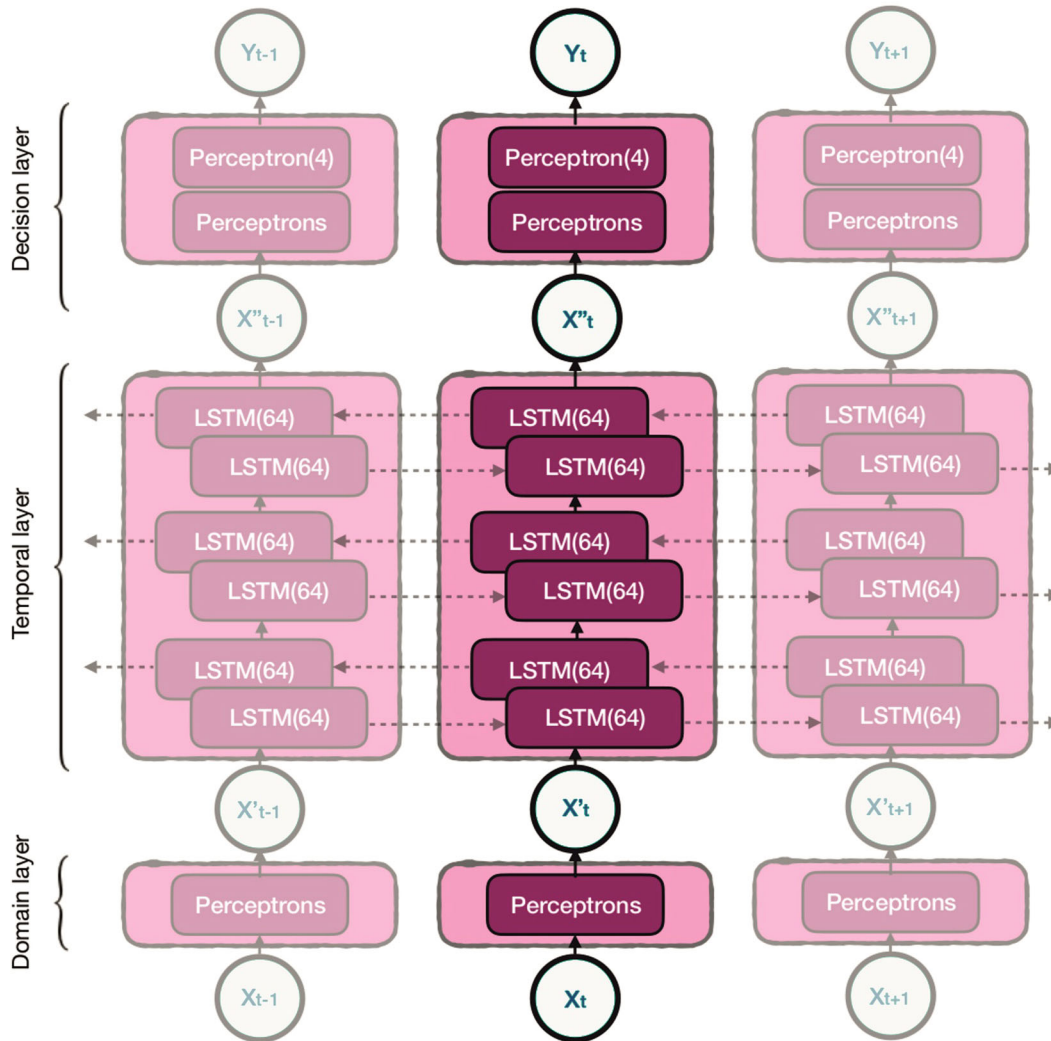 Yt-1 Yt Yt+1
Decision layer
Perceptron(4) Perceptron(4) Perceptron(4)
Perceptrons Perceptrons Perceptrons
X''t-1 X''t X''t+1
Temporal layer
LSTM(64) LSTM(64) LSTM(64)
LSTM(64) LSTM(64) LSTM(64)
LSTM(64) LSTM(64) LSTM(64)
LSTM(64) LSTM(64) LSTM(64)
LSTM(64) LSTM(64) LSTM(64)
LSTM(64) LSTM(64) LSTM(64)
X't-1 X't X't+1
Domain layer
Perceptrons Perceptrons Perceptrons
Xt-1 Xt Xt+1